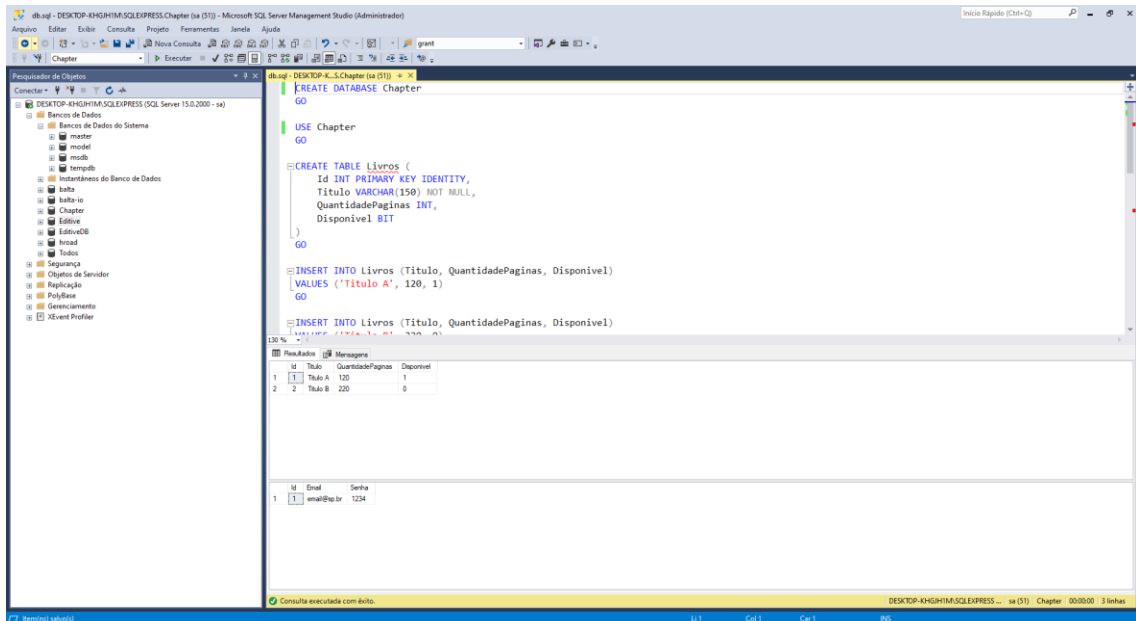 db.sql - DESKTOP-KHGJH1M\SQLEXPRESS.Chapter (sa (51)) - Microsoft SQL Server Management Studio (Administrador)
Início Rápido (Ctrl+Q)
Arquivo Editar Exibir Consulta Projeto Ferramentas Janela Ajuda
Nova Consulta grant
Chapter Executar
Pesquisador de Objetos
db.sql - DESKTOP-K...S.Chapter (sa (51))
Conectar
DESKTOP-KHGJH1M\SQLEXPRESS (SQL Server 15.0.2000 - sa)
Bancos de Dados
Bancos de Dados do Sistema
master
model
msdb
tempdb
Instantâneos do Banco de Dados
balta
balta-io
Chapter
Editive
EditiveDB
hroad
Todos
Segurança
Objetos de Servidor
Replicação
PolyBase
Gerenciamento
XEvent Profiler
CREATE DATABASE Chapter
GO
USE Chapter
GO
CREATE TABLE Livros (
Id INT PRIMARY KEY IDENTITY,
Titulo VARCHAR(150) NOT NULL,
QuantidadePaginas INT,
Disponivel BIT
)
GO
INSERT INTO Livros (Titulo, QuantidadePaginas, Disponivel)
VALUES ('Titulo A', 120, 1)
GO
INSERT INTO Livros (Titulo, QuantidadePaginas, Disponivel)
130 %
Resultados Mensagens
Id Titulo QuantidadePaginas Disponivel
1 1 Titulo A 120 1
2 2 Titulo B 220 0
Id Email Senha
1 1 email@sp.br 1234
Consulta executada com êxito.
DESKTOP-KHGJH1M\SQLEXPRESS ... sa (51) Chapter 00:00:00 3 linhas
Item(ns) salvo(s) Li 1 Col 1 Car 1 INS